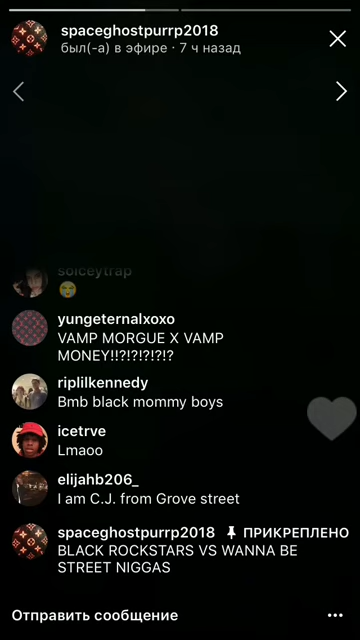 spaceghostpurrp2018
был(-а) в эфире · 7 ч назад
soiceytrap
😭
yungeternalxoxo
VAMP MORGUE X VAMP
MONEY!!?!?!?!?!?
riplilkennedy
Bmb black mommy boys
icetrve
Lmaoo
elijahb206_
I am C.J. from Grove street
spaceghostpurrp2018 ПРИКРЕПЛЕНО
BLACK ROCKSTARS VS WANNA BE
STREET NIGGAS
Отправить сообщение